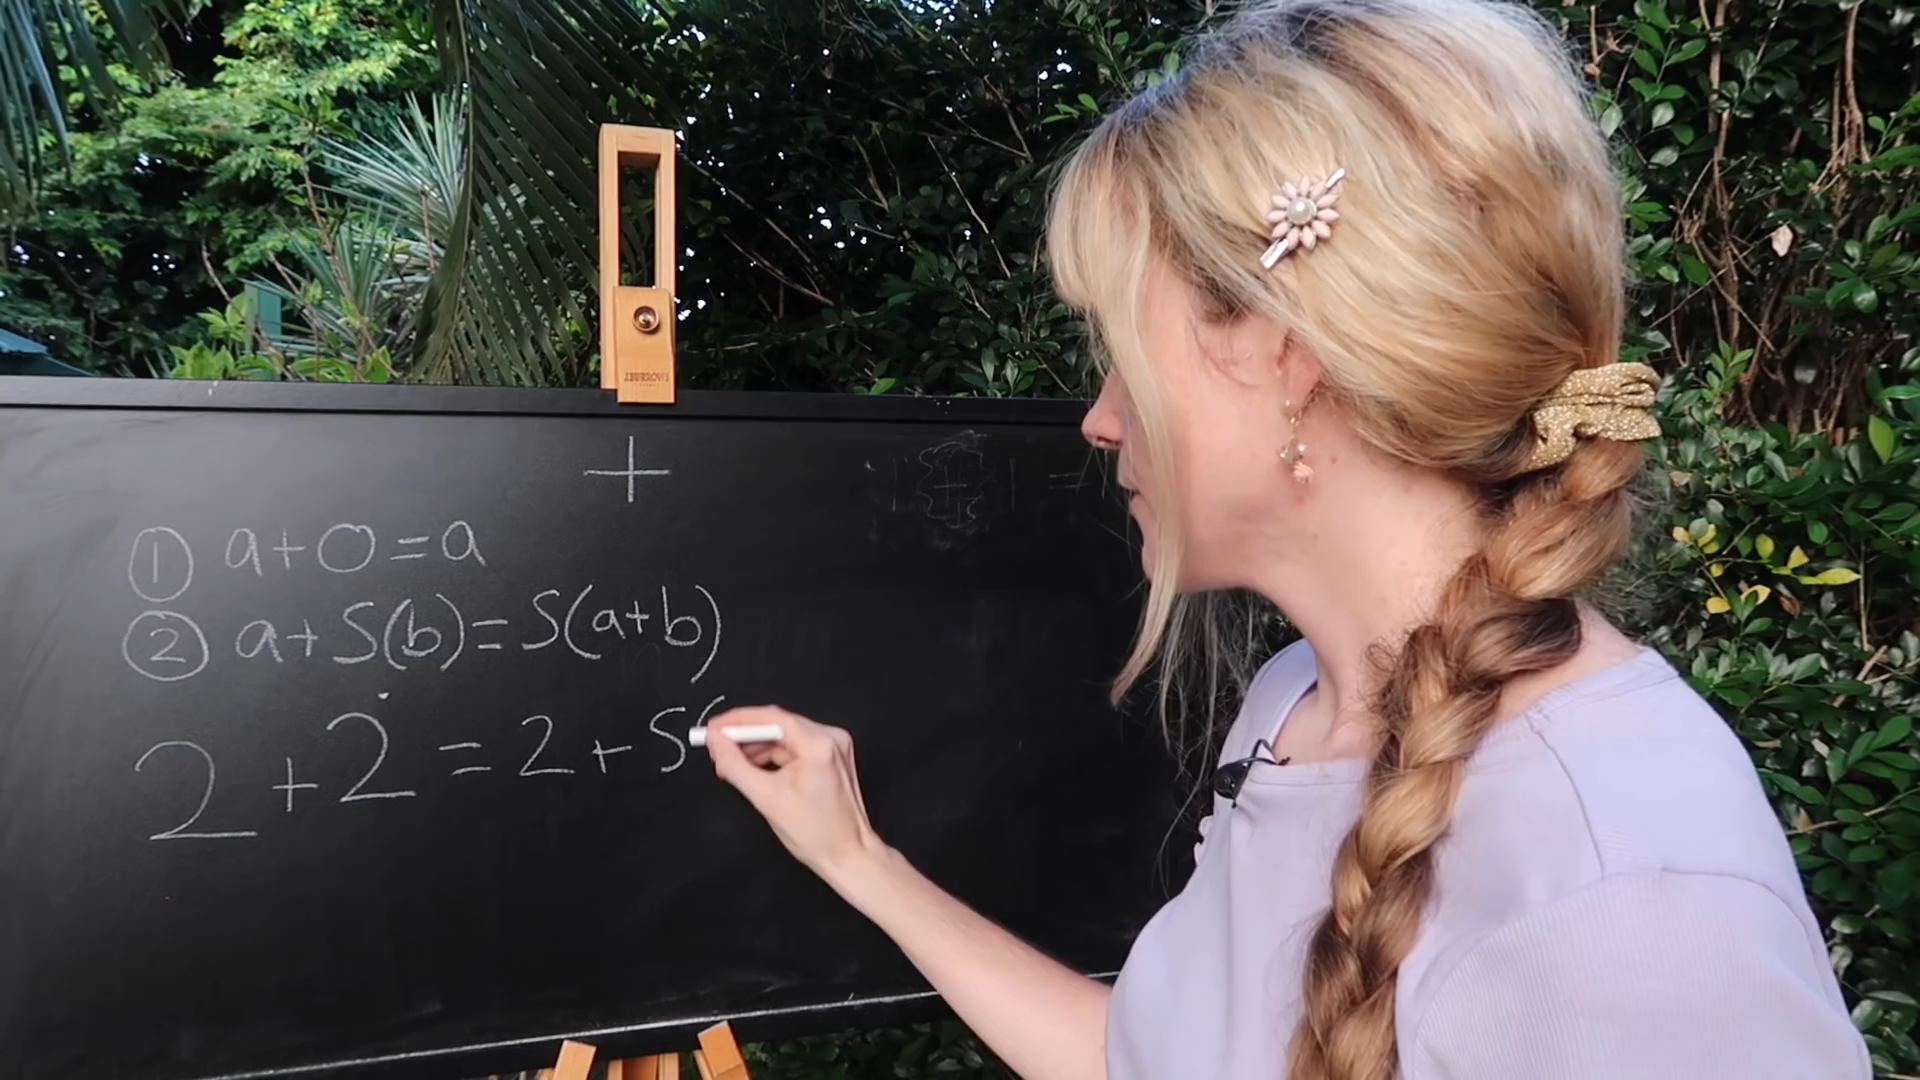 +
① a+0=a
② a+S(b)=S(a+b)
2+2=2+S(